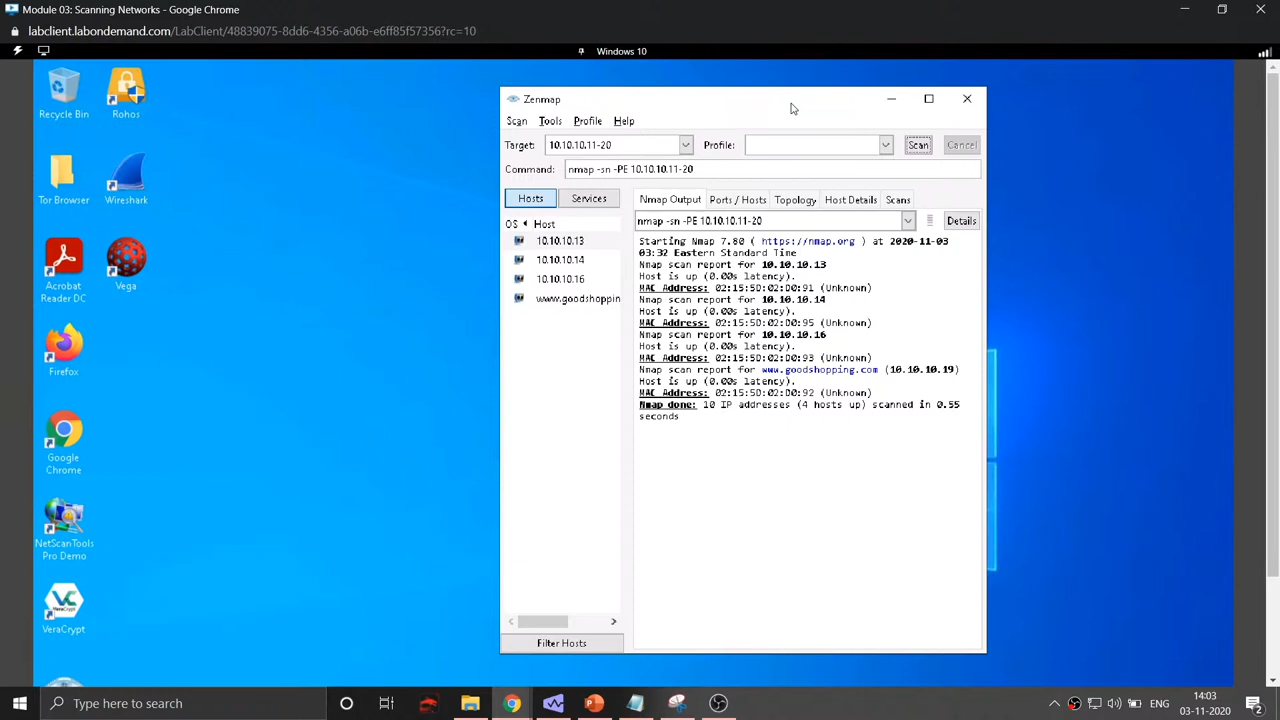 Module 03: Scanning Networks - Google Chrome
labclient.labondemand.com/LabClient/48839075-8dd6-4356-a06b-e6ff85f57356?rc=10
Windows 10
Recycle Bin
Rohos
Tor Browser
Wireshark
Acrobat
Reader DC
Vega
Firefox
Google
Chrome
NetScanTools
Pro Demo
VeraCrypt
Zenmap
Scan Tools Profile Help
Target: 10.10.10.11-20 Profile: Scan Cancel
Command: nmap -sn -PE 10.10.10.11-20
Hosts Services
OS Host
10.10.10.13
10.10.10.14
10.10.10.16
www.goodshoppin
Filter Hosts
Nmap Output Ports / Hosts Topology Host Details Scans
nmap -sn -PE 10.10.10.11-20 Details
Starting Nmap 7.80 ( https://nmap.org ) at 2020-11-03
03:32 Eastern Standard Time
Nmap scan report for 10.10.10.13
Host is up (0.00s latency).
MAC Address: 02:15:5D:02:D0:91 (Unknown)
Nmap scan report for 10.10.10.14
Host is up (0.00s latency).
MAC Address: 02:15:5D:02:D0:95 (Unknown)
Nmap scan report for 10.10.10.16
Host is up (0.00s latency).
MAC Address: 02:15:5D:02:D0:93 (Unknown)
Nmap scan report for www.goodshopping.com (10.10.10.19)
Host is up (0.00s latency).
MAC Address: 02:15:5D:02:D0:92 (Unknown)
Nmap done: 10 IP addresses (4 hosts up) scanned in 0.55
seconds
Type here to search
ENG
14:03
03-11-2020
2